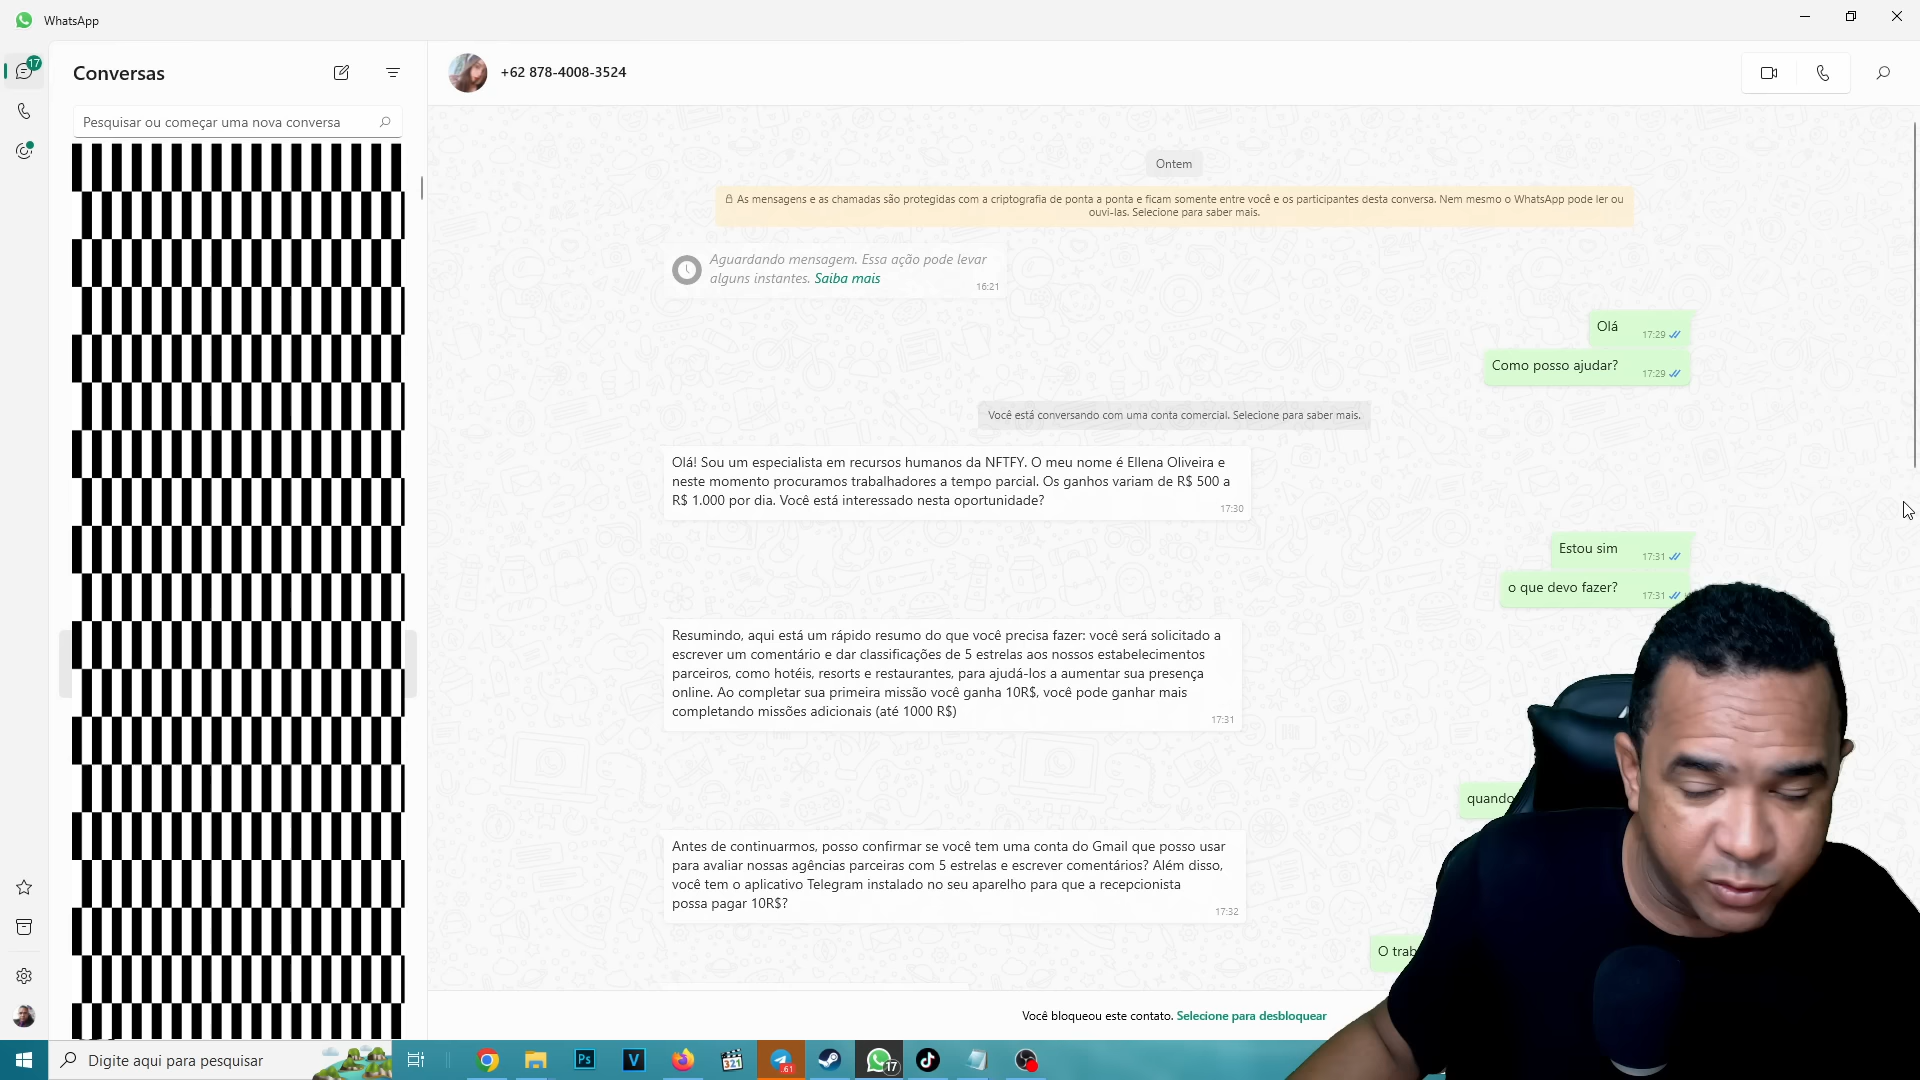 WhatsApp
17
Conversas
+62 878-4008-3524
Pesquisar ou começar uma nova conversa
Ontem
As mensagens e as chamadas são protegidas com a criptografia de ponta a ponta e ficam somente entre você e os participantes desta conversa. Nem mesmo o WhatsApp pode ler ou
ouvi-las. Selecione para saber mais.
Aguardando mensagem. Essa ação pode levar
alguns instantes. Saiba mais
16:21
Olá
17:29
Como posso ajudar?
17:29
Você está conversando com uma conta comercial. Selecione para saber mais.
Olá! Sou um especialista em recursos humanos da NFTFY. O meu nome é Ellena Oliveira e
neste momento procuramos trabalhadores a tempo parcial. Os ganhos variam de R$ 500 a
R$ 1.000 por dia. Você está interessado nesta oportunidade?
17:30
Estou sim
17:31
o que devo fazer?
17:31
Resumindo, aqui está um rápido resumo do que você precisa fazer: você será solicitado a
escrever um comentário e dar classificações de 5 estrelas aos nossos estabelecimentos
parceiros, como hotéis, resorts e restaurantes, para ajudá-los a aumentar sua presença
online. Ao completar sua primeira missão você ganha 10R$, você pode ganhar mais
completando missões adicionais (até 1000 R$)
17:31
quando
Antes de continuarmos, posso confirmar se você tem uma conta do Gmail que posso usar
para avaliar nossas agências parceiras com 5 estrelas e escrever comentários? Além disso,
você tem o aplicativo Telegram instalado no seu aparelho para que a recepcionista
possa pagar 10R$?
17:32
O trab
Você bloqueou este contato. Selecione para desbloquear
Digite aqui para pesquisar
Ps
V
321
61
17